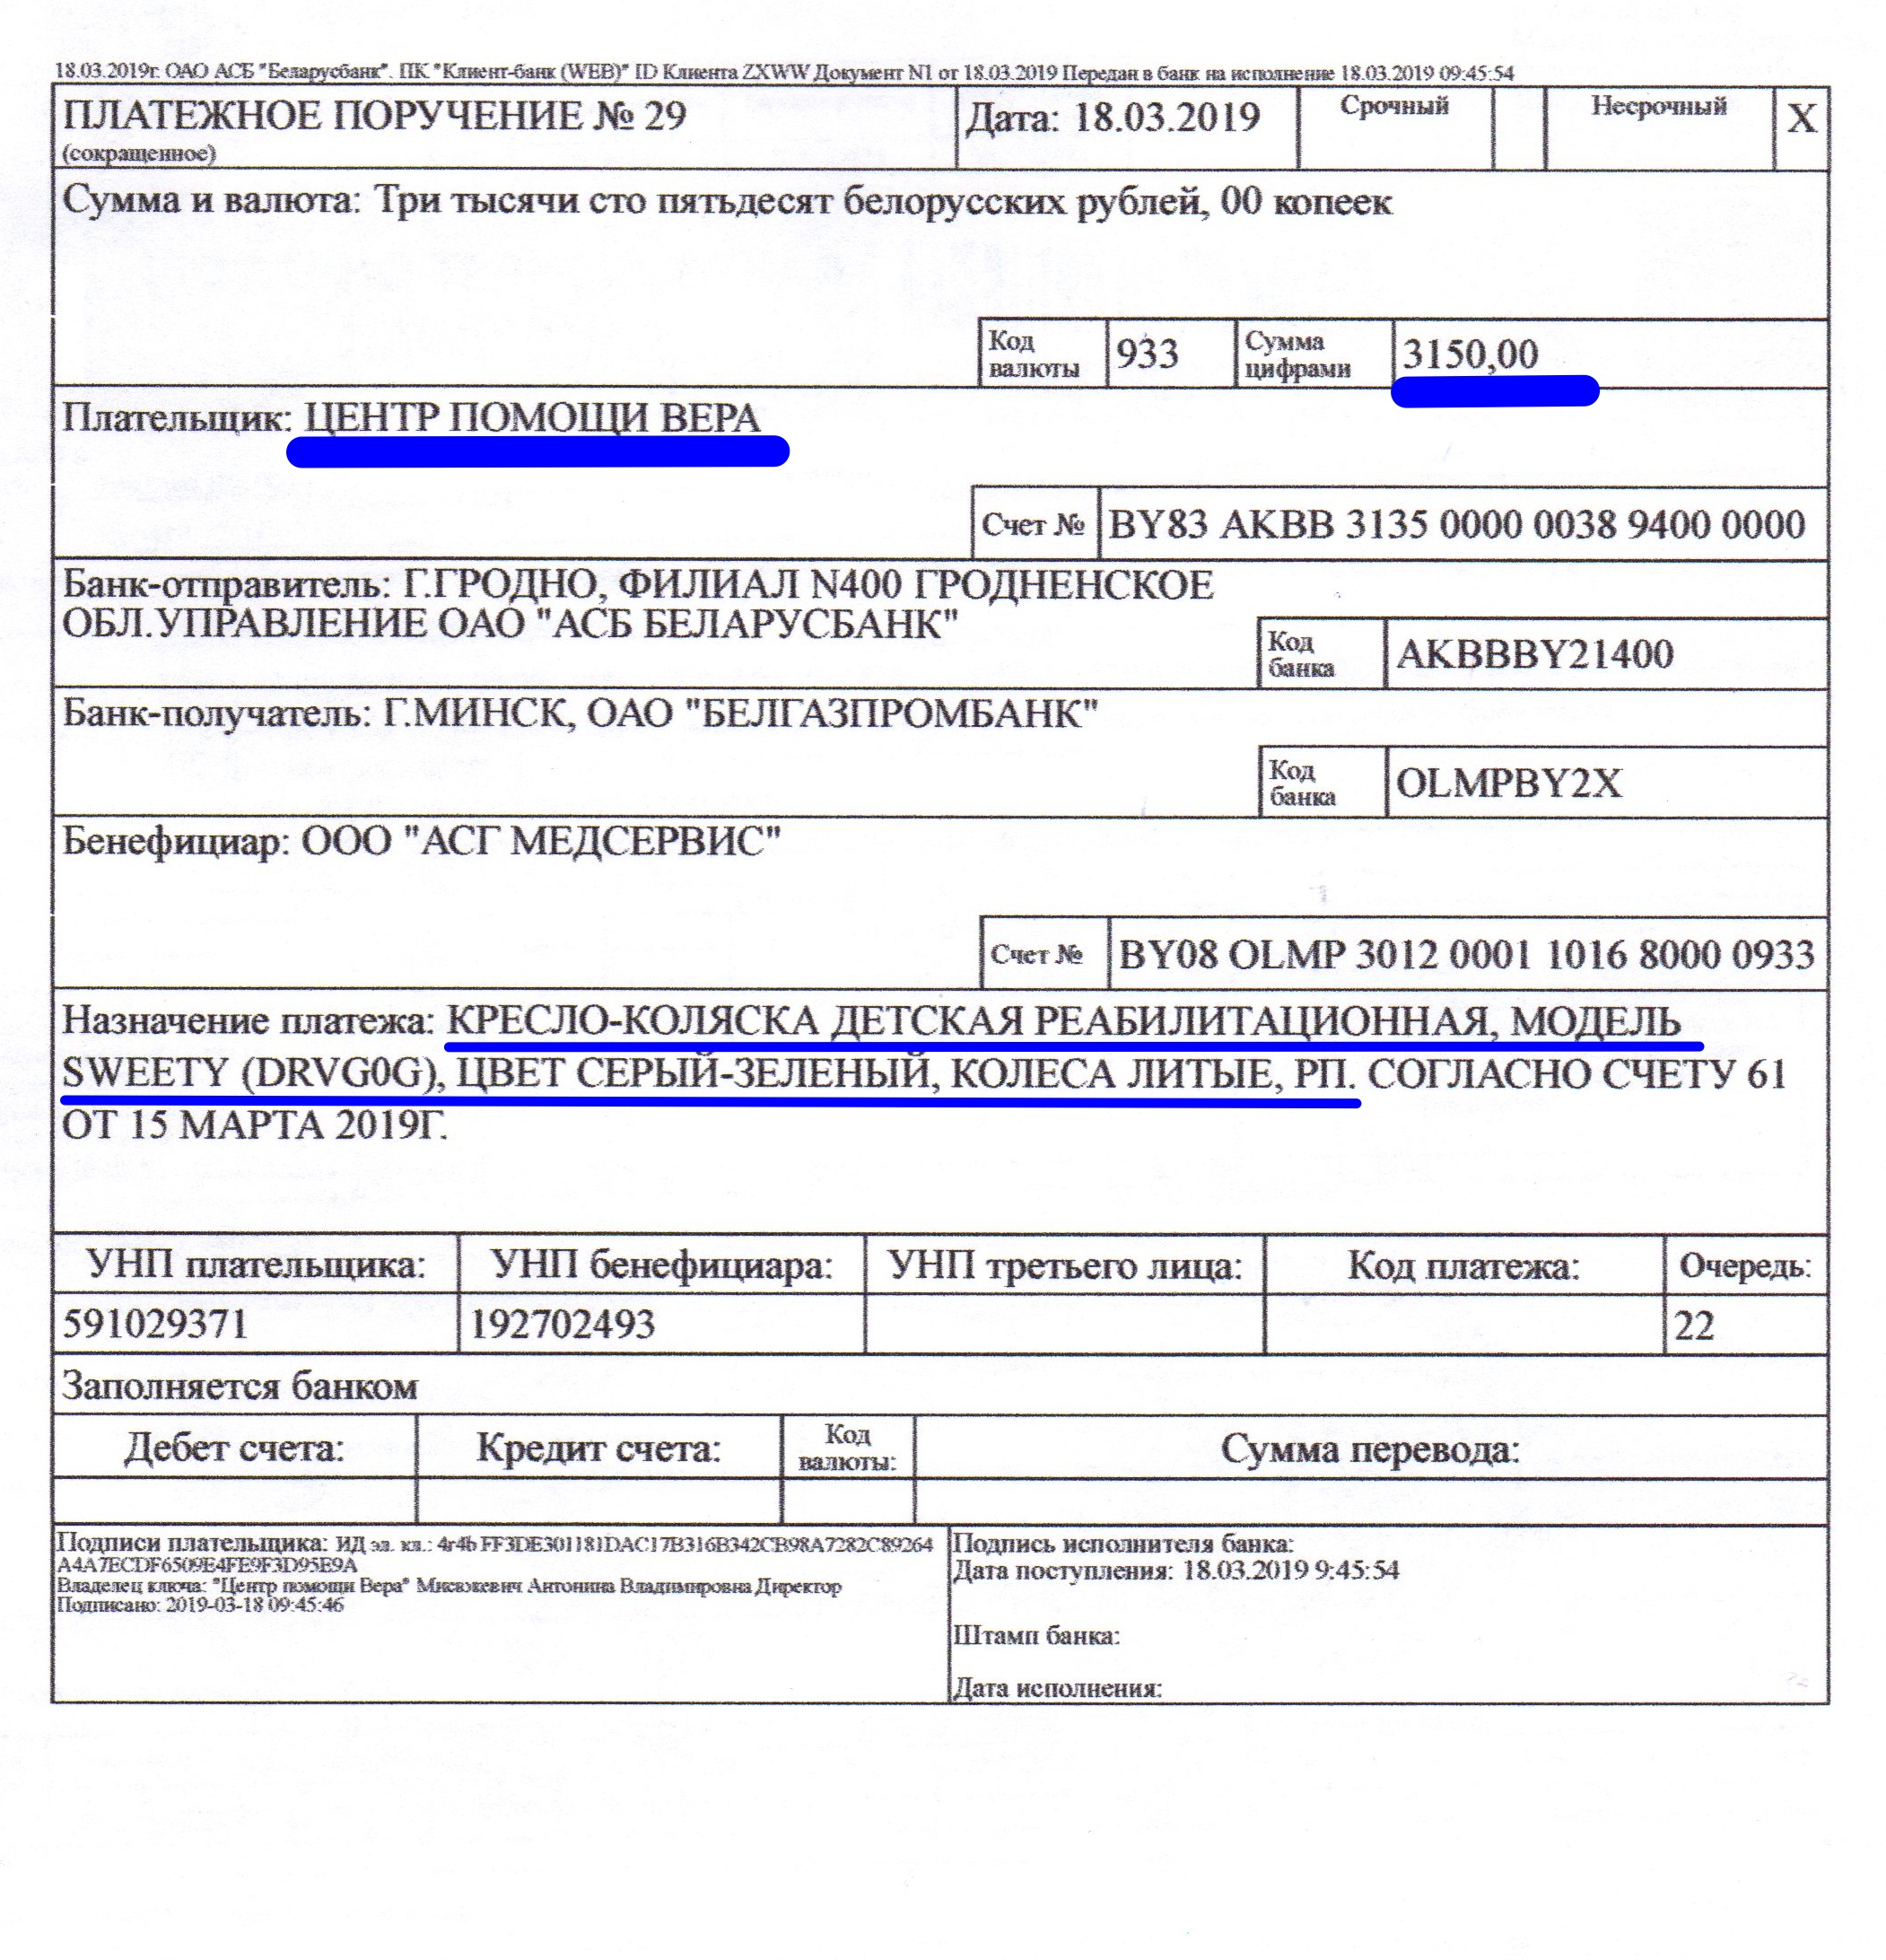 18.03.2019г. ОАО АСБ "Беларусбанк". ПК "Клиент-банк (WEB)" ID Клиента ZXWW Документ N1 от 18.03.2019 Передан в банк на исполнение 18.03.2019 09:45:54
ПЛАТЕЖНОЕ ПОРУЧЕНИЕ № 29
(сокращенное)
Дата: 18.03.2019
Срочный
Несрочный
X
Сумма и валюта: Три тысячи сто пятьдесят белорусских рублей, 00 копеек
Код
валюты
933
Сумма
цифрами
3150,00
Плательщик: ЦЕНТР ПОМОЩИ ВЕРА
Счет №
BY83 AKBB 3135 0000 0038 9400 0000
Банк-отправитель: Г.ГРОДНО, ФИЛИАЛ N400 ГРОДНЕНСКОЕ
ОБЛ.УПРАВЛЕНИЕ ОАО "АСБ БЕЛАРУСБАНК"
Код
банка
AKBBBY21400
Банк-получатель: Г.МИНСК, ОАО "БЕЛГАЗПРОМБАНК"
Код
банка
OLMPBY2X
Бенефициар: ООО "АСГ МЕДСЕРВИС"
Счет №
BY08 OLMP 3012 0001 1016 8000 0933
Назначение платежа: КРЕСЛО-КОЛЯСКА ДЕТСКАЯ РЕАБИЛИТАЦИОННАЯ, МОДЕЛЬ
SWEETY (DRVG0G), ЦВЕТ СЕРЫЙ-ЗЕЛЕНЫЙ, КОЛЕСА ЛИТЫЕ, РП. СОГЛАСНО СЧЕТУ 61
ОТ 15 МАРТА 2019Г.
УНП плательщика: УНП бенефициара: УНП третьего лица: Код платежа: Очередь:
591029371 192702493 22
Заполняется банком
Дебет счета: Кредит счета: Код валюты: Сумма перевода:
Подписи плательщика: ИД эл. кл.: 4r4b FF3DE301181DAC17B316B342CB98A7282C89264
A4A7ECDF6509E4FE9F3D95E9A
Владелец ключа: "Центр помощи Вера" Мисюкевич Антонина Владимировна Директор
Подписано: 2019-03-18 09:45:46
Подпись исполнителя банка:
Дата поступления: 18.03.2019 9:45:54
Штамп банка:
Дата исполнения: